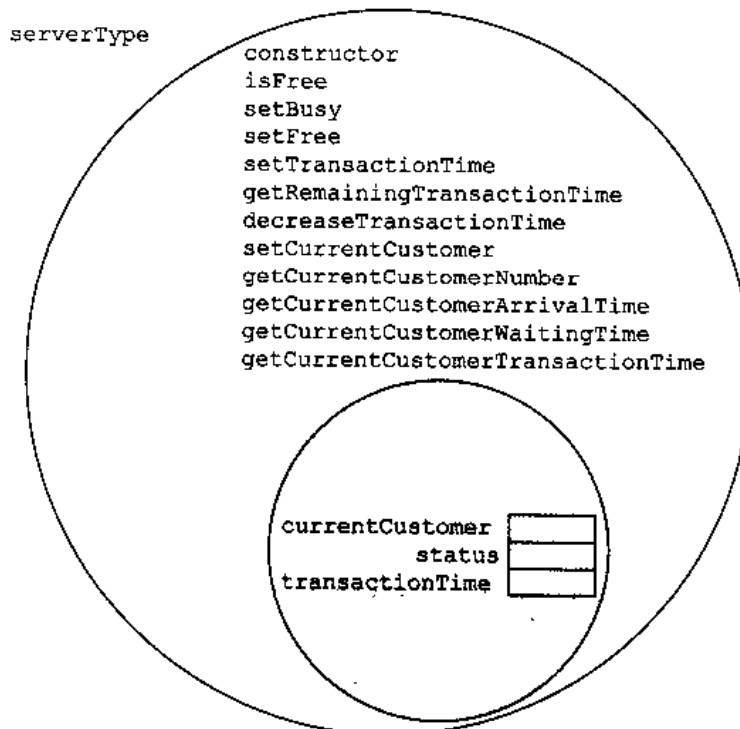 serverType
constructor
isFree
setBusy
setFree
setTransactionTime
getRemainingTransactionTime
decreaseTransactionTime
setCurrentCustomer
getCurrentCustomerNumber
getCurrentCustomerArrivalTime
getCurrentCustomerWaitingTime
getCurrentCustomerTransactionTime
currentCustomer
status
transactionTime